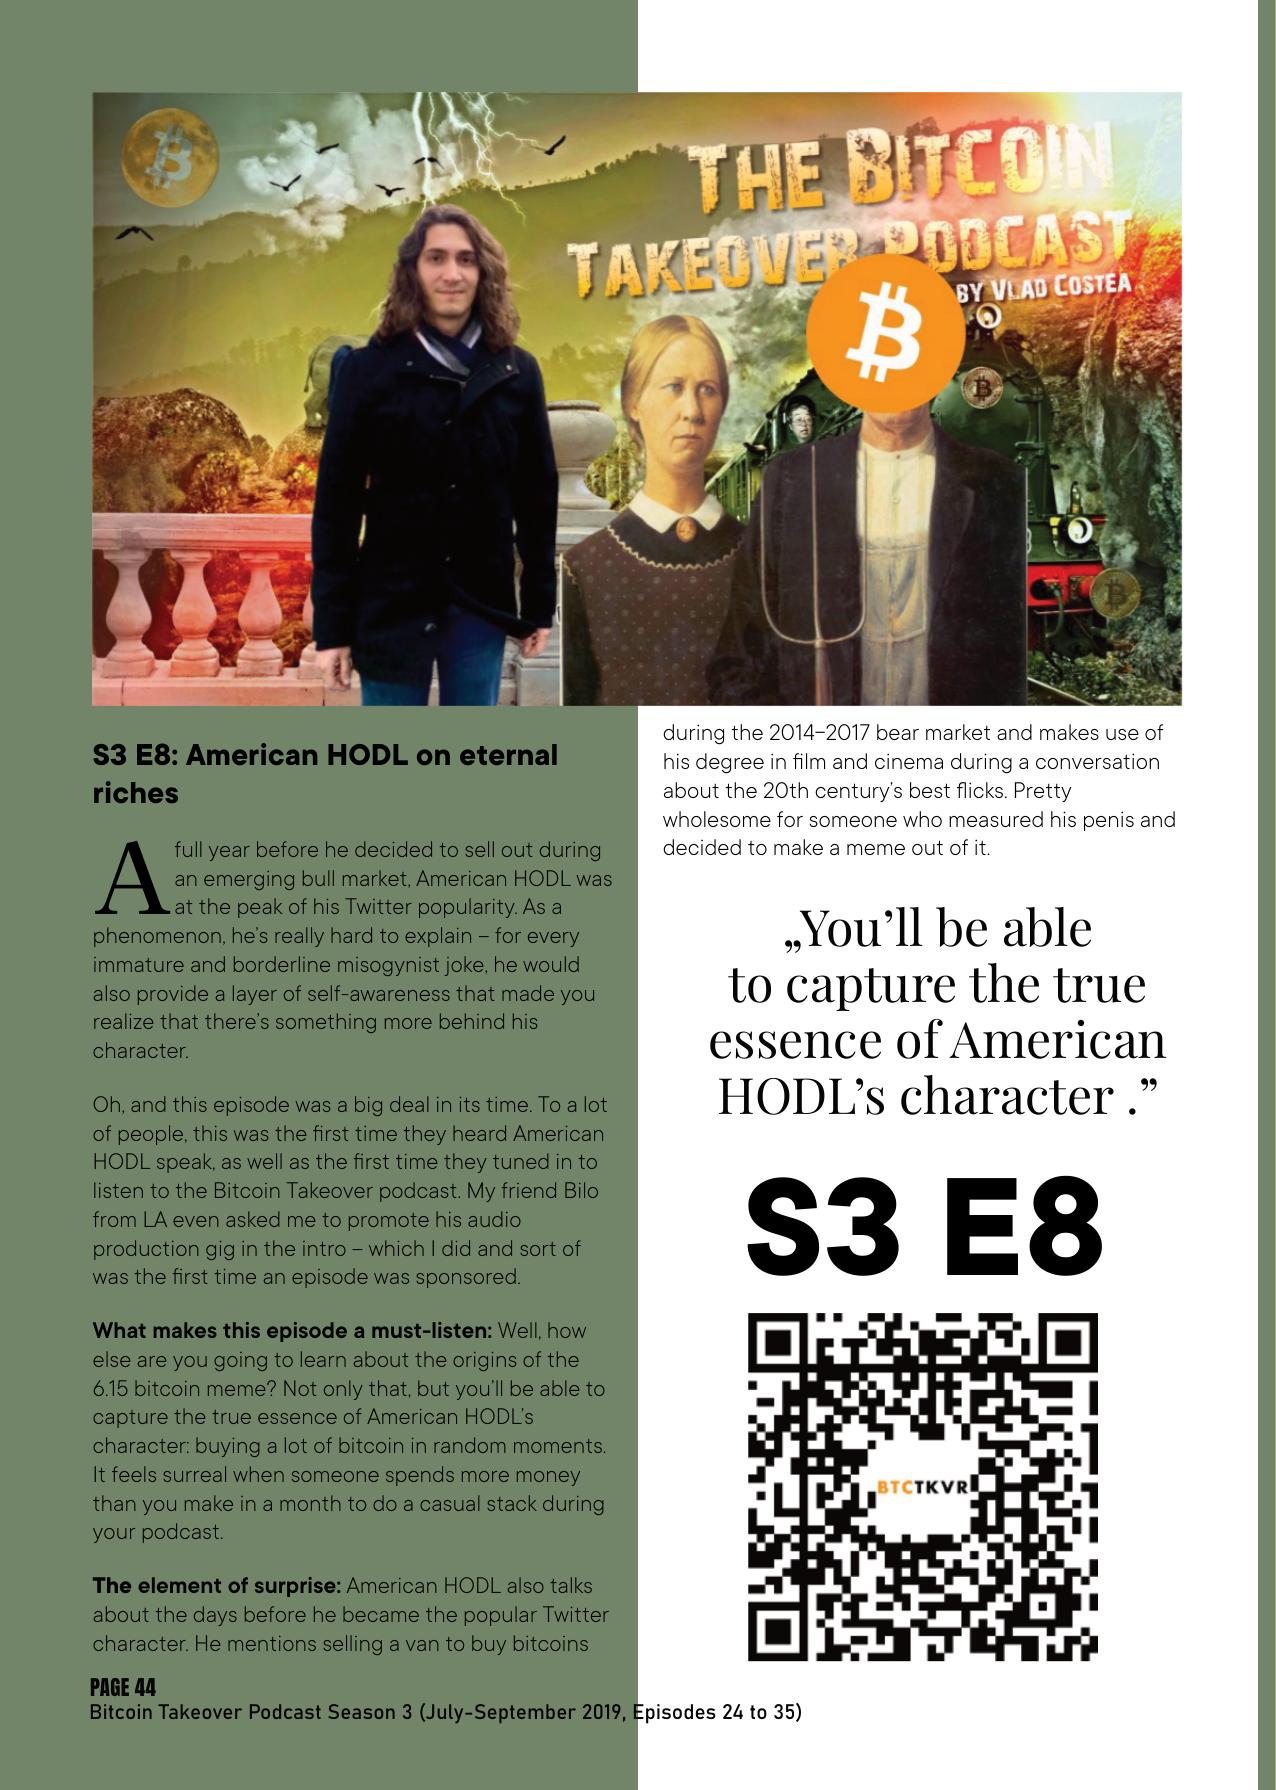 THE BITCOIN
TAKEOVER PODCAST
BY VLAD COSTEA
S3 E8: American HODL on eternal
riches
A full year before he decided to sell out during
an emerging bull market, American HODL was
at the peak of his Twitter popularity. As a
phenomenon, he’s really hard to explain – for every
immature and borderline misogynist joke, he would
also provide a layer of self-awareness that made you
realize that there’s something more behind his
character.
Oh, and this episode was a big deal in its time. To a lot
of people, this was the first time they heard American
HODL speak, as well as the first time they tuned in to
listen to the Bitcoin Takeover podcast. My friend Bilo
from LA even asked me to promote his audio
production gig in the intro – which I did and sort of
was the first time an episode was sponsored.
What makes this episode a must-listen: Well, how
else are you going to learn about the origins of the
6.15 bitcoin meme? Not only that, but you’ll be able to
capture the true essence of American HODL’s
character: buying a lot of bitcoin in random moments.
It feels surreal when someone spends more money
than you make in a month to do a casual stack during
your podcast.
The element of surprise: American HODL also talks
about the days before he became the popular Twitter
character. He mentions selling a van to buy bitcoins
during the 2014–2017 bear market and makes use of
his degree in film and cinema during a conversation
about the 20th century’s best flicks. Pretty
wholesome for someone who measured his penis and
decided to make a meme out of it.
„You’ll be able
to capture the true
essence of American
HODL’s character .”
S3 E8
BTCTKVR
PAGE 44
Bitcoin Takeover Podcast Season 3 (July-September 2019, Episodes 24 to 35)